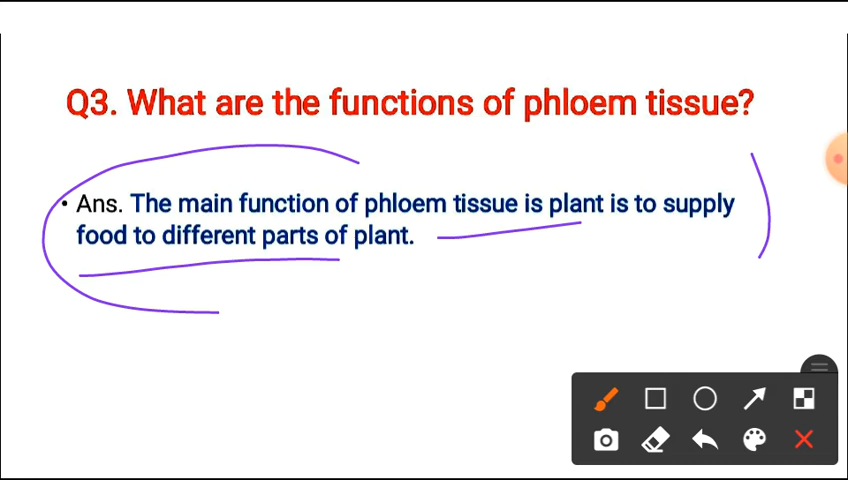 Q3. What are the functions of phloem tissue?
• Ans. The main function of phloem tissue is plant is to supply
food to different parts of plant.